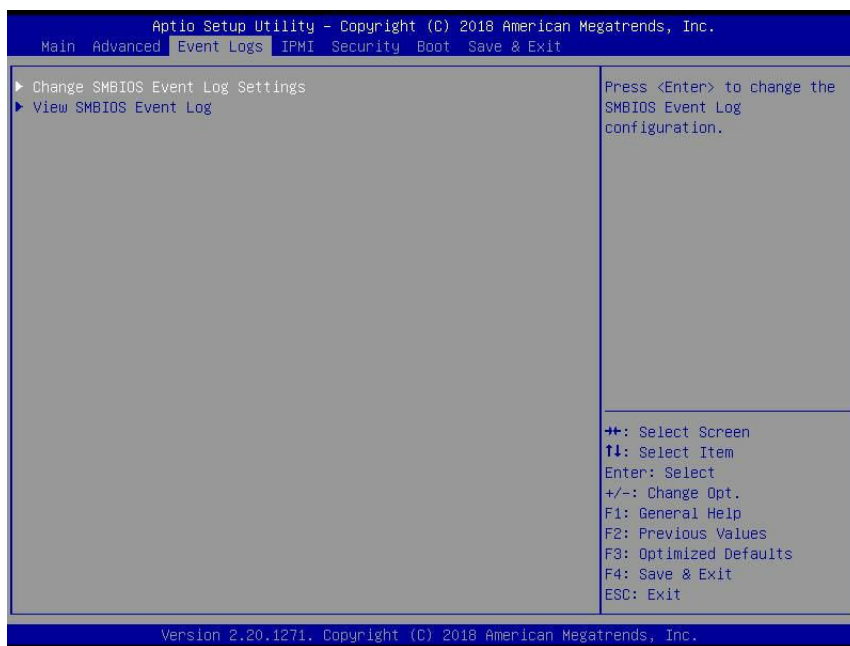 Aptio Setup Utility – Copyright (C) 2018 American Megatrends, Inc.
Main Advanced Event Logs IPMI Security Boot Save & Exit
▶ Change SMBIOS Event Log Settings
▶ View SMBIOS Event Log
Press <Enter> to change the
SMBIOS Event Log
configuration.
→←: Select Screen
↑↓: Select Item
Enter: Select
+/-: Change Opt.
F1: General Help
F2: Previous Values
F3: Optimized Defaults
F4: Save & Exit
ESC: Exit
Version 2.20.1271. Copyright (C) 2018 American Megatrends, Inc.